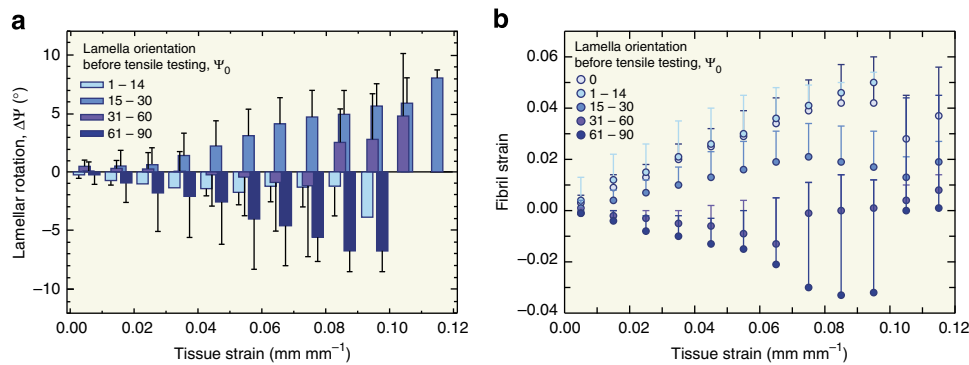 a
Lamella orientation
before tensile testing, Ψ0
1 – 14
15 – 30
31 – 60
61 – 90
10
5
0
–5
–10
Lamellar rotation, ΔΨ (°)
0.00 0.02 0.04 0.06 0.08 0.10 0.12
Tissue strain (mm mm–1)
b
Lamella orientation
before tensile testing, Ψ0
0
1 – 14
15 – 30
31 – 60
61 – 90
0.06
0.04
0.02
0.00
–0.02
–0.04
Fibril strain
0.00 0.02 0.04 0.06 0.08 0.10 0.12
Tissue strain (mm mm–1)